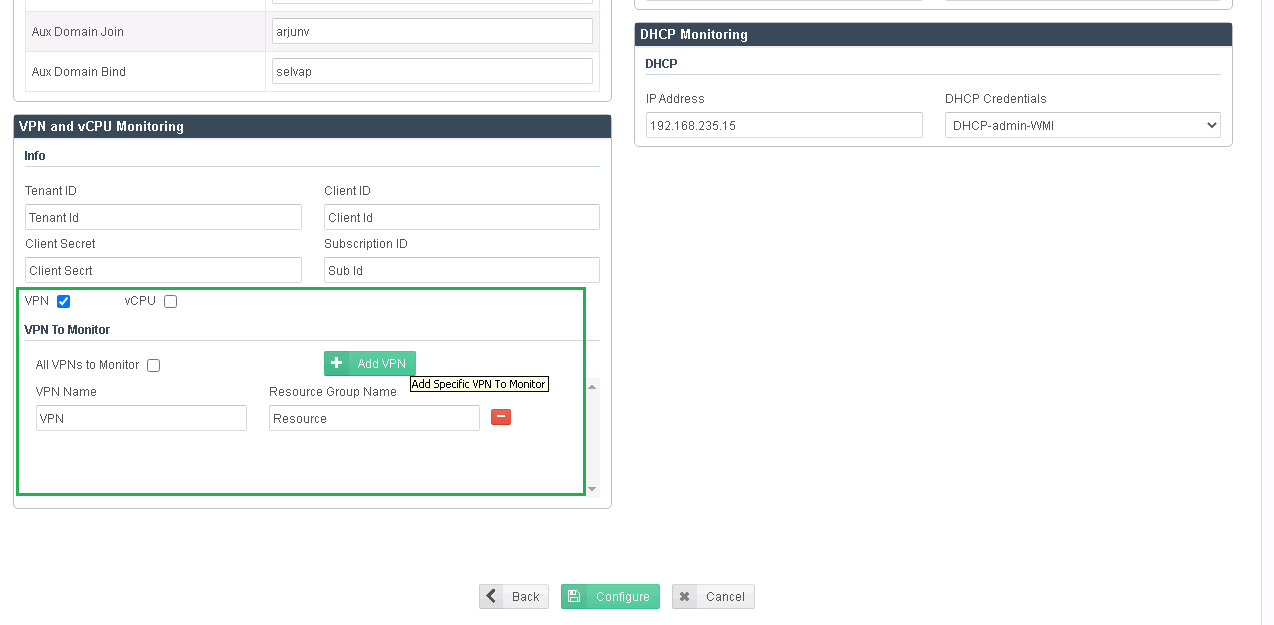 Aux Domain Join
arjunv
Aux Domain Bind
selvap
VPN and vCPU Monitoring
Info
Tenant ID
Client ID
Tenant Id
Client Id
Client Secret
Subscription ID
Client Secrt
Sub Id
VPN
vCPU
VPN To Monitor
All VPNs to Monitor
Add VPN
Add Specific VPN To Monitor
VPN Name
Resource Group Name
VPN
Resource
DHCP Monitoring
DHCP
IP Address
DHCP Credentials
192.168.235.15
DHCP-admin-WMI
Back
Configure
Cancel